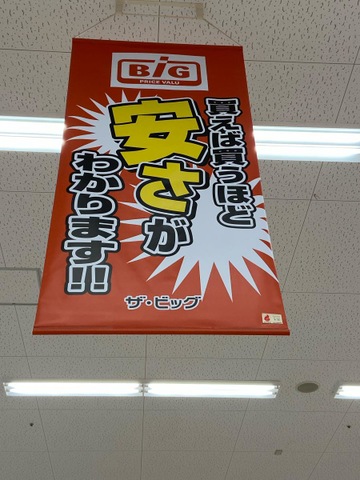 BiG
PRICE VALU
買えば買うほど
安さが
わかります!!
ザ・ビッグ